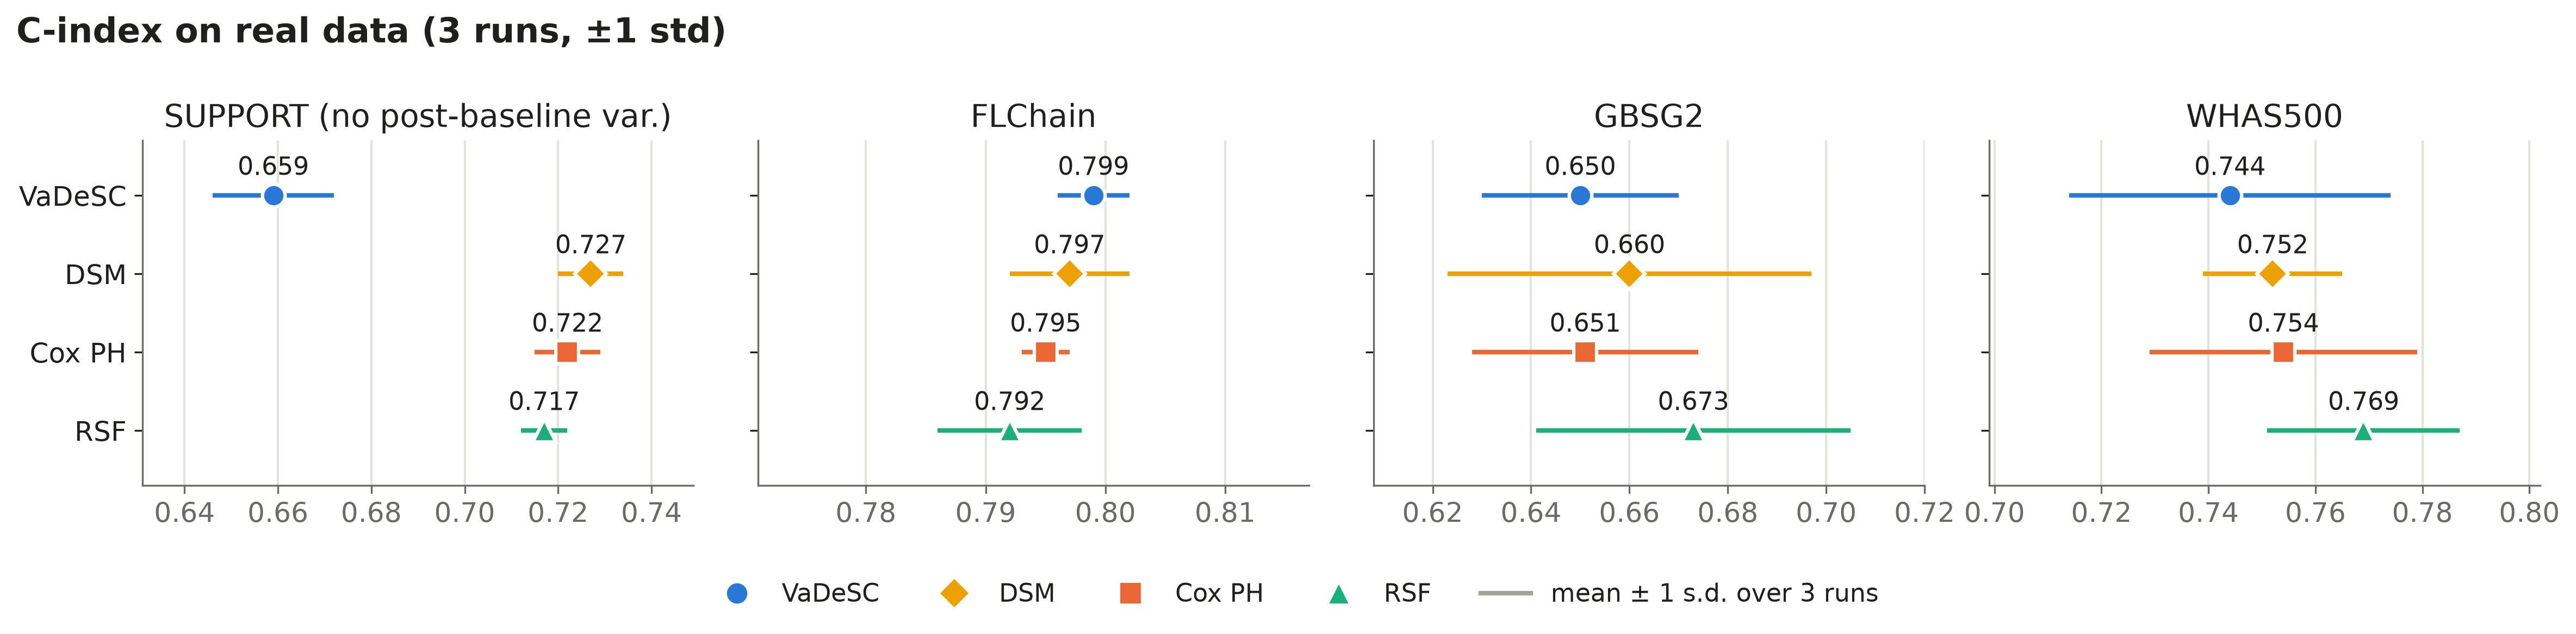 C-index on real data (3 runs, ±1 std)
SUPPORT (no post-baseline var.)
VaDeSC
DSM
Cox PH
RSF
0.659
0.727
0.722
0.717
0.64 0.66 0.68 0.70 0.72 0.74
FLChain
0.799
0.797
0.795
0.792
0.78 0.79 0.80 0.81
GBSG2
0.650
0.660
0.651
0.673
0.62 0.64 0.66 0.68 0.70 0.72
WHAS500
0.744
0.752
0.754
0.769
0.70 0.72 0.74 0.76 0.78 0.80
VaDeSC DSM Cox PH RSF mean ± 1 s.d. over 3 runs